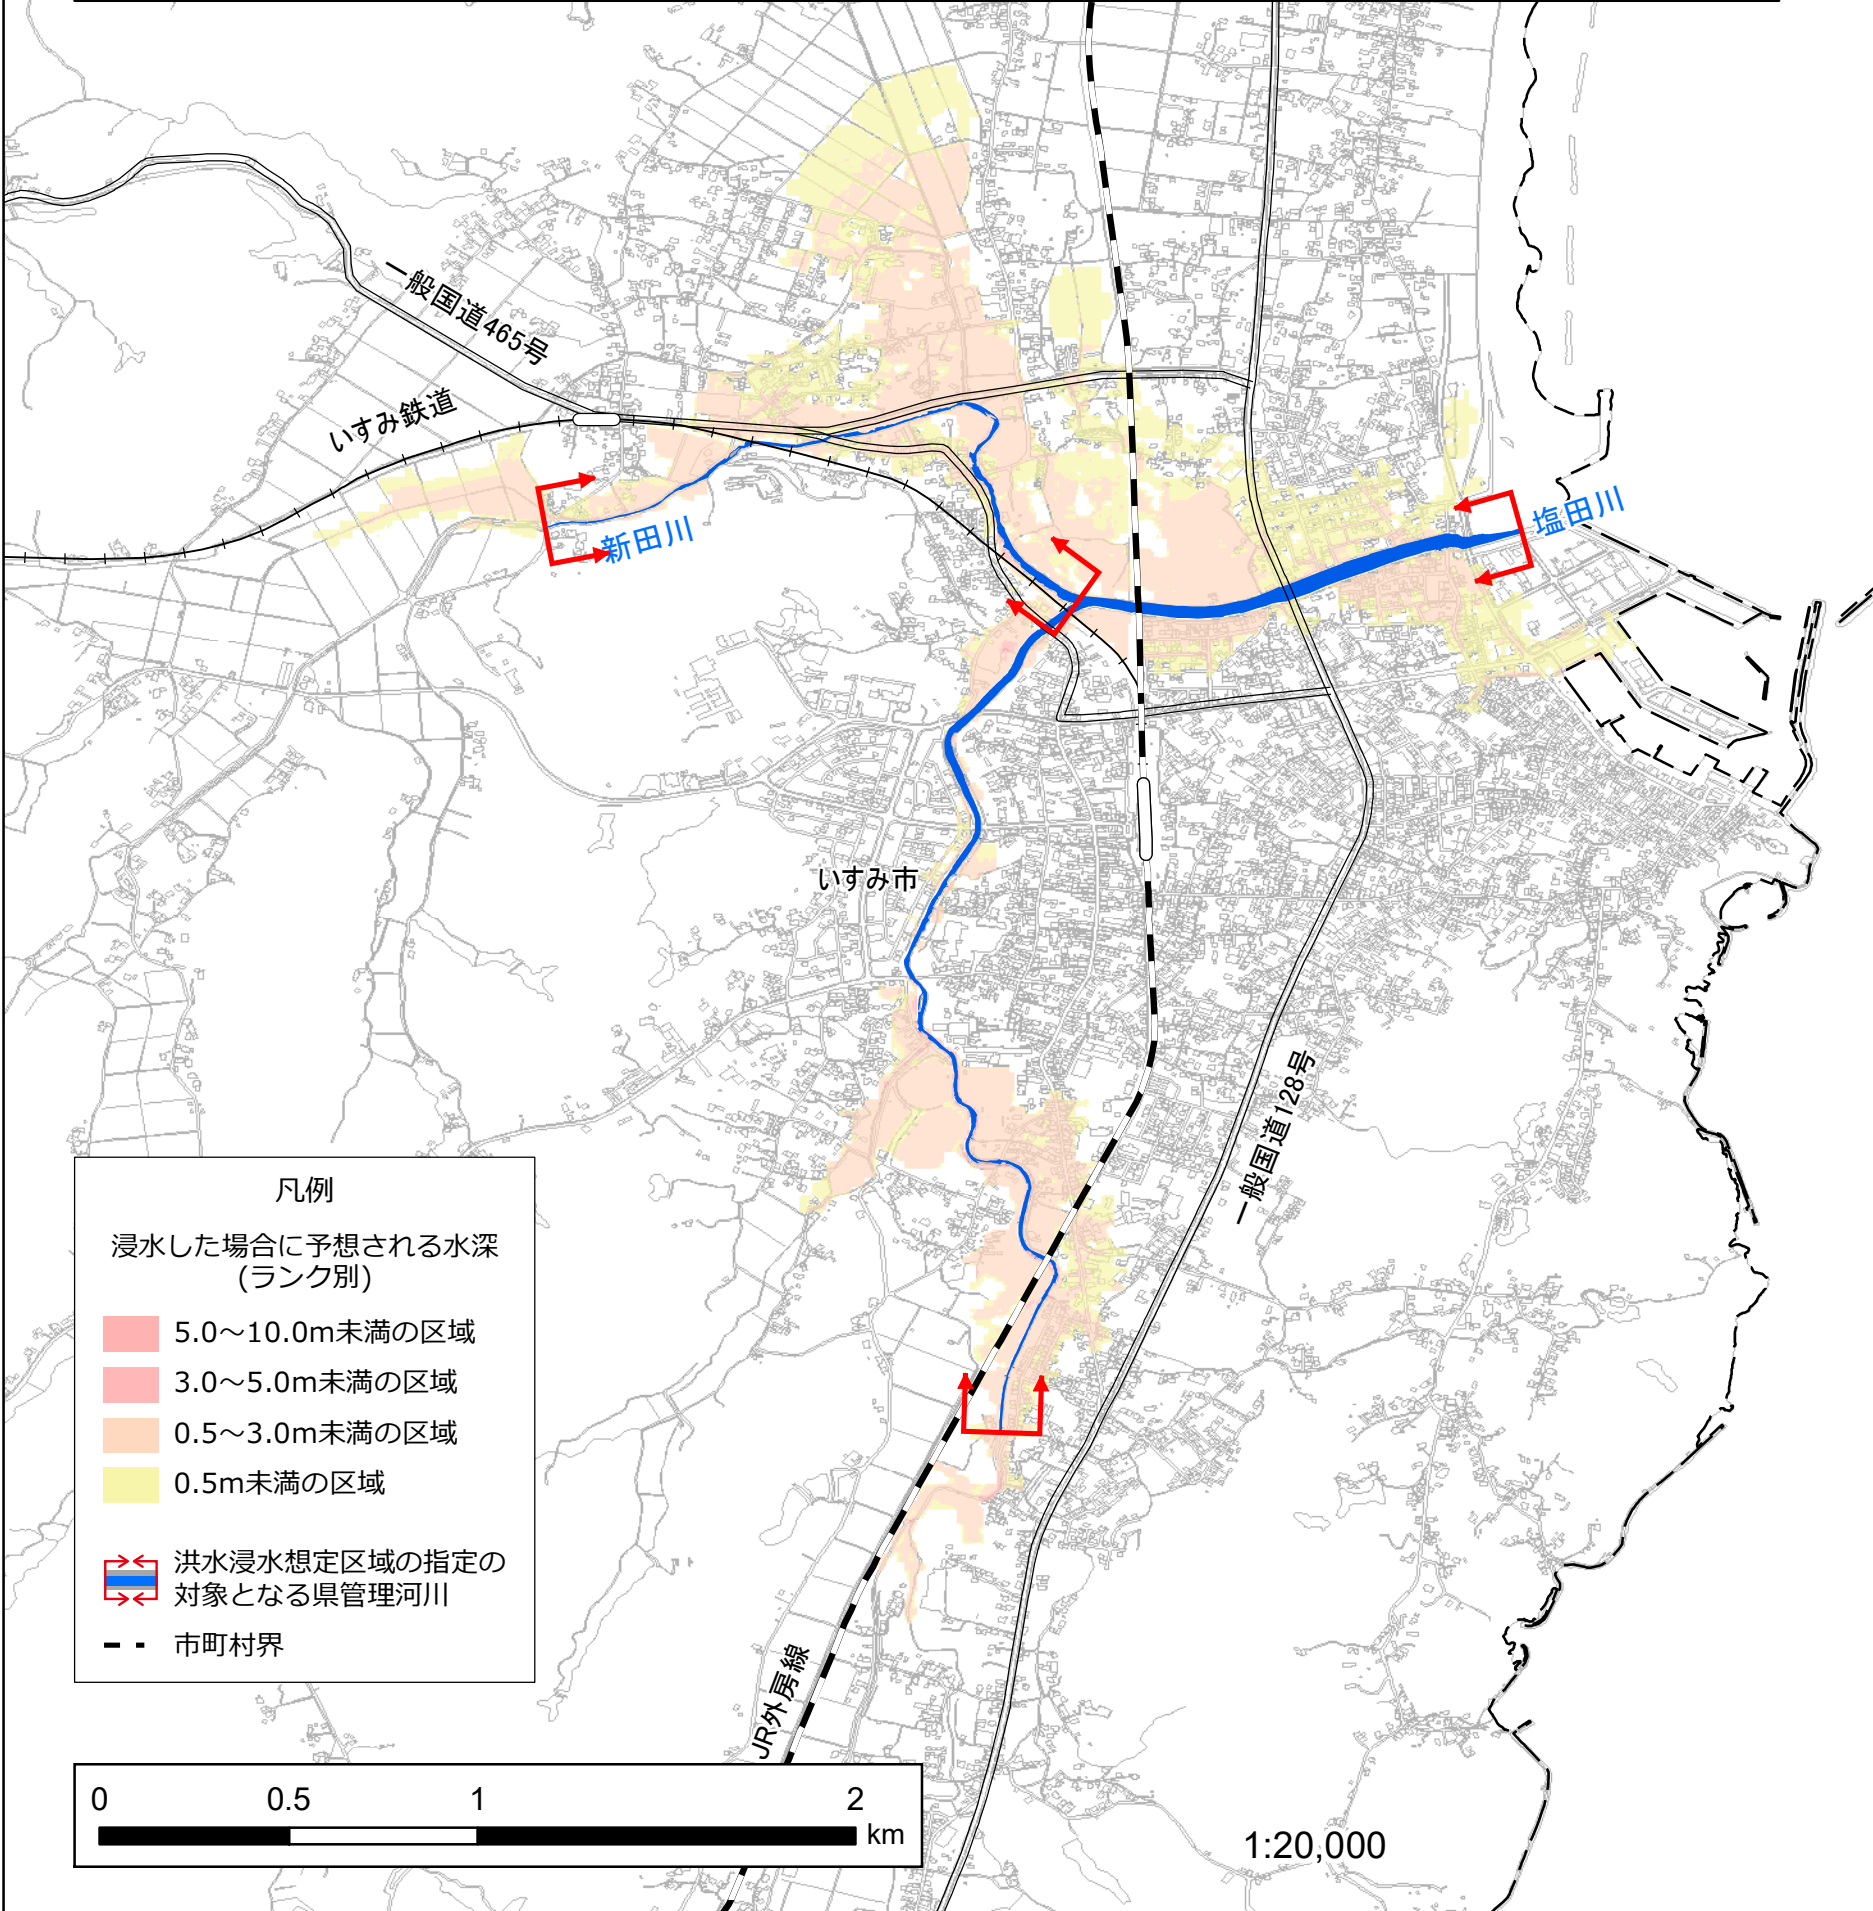 一般国道465号
いすみ鉄道
新田川
塩田川
いすみ市
一般国道128号
凡例
浸水した場合に予想される水深
(ランク別)
5.0～10.0m未満の区域
3.0～5.0m未満の区域
0.5～3.0m未満の区域
0.5m未満の区域
洪水浸水想定区域の指定の
対象となる県管理河川
市町村界
JR外房線
0 0.5 1 2
km
1:20,000